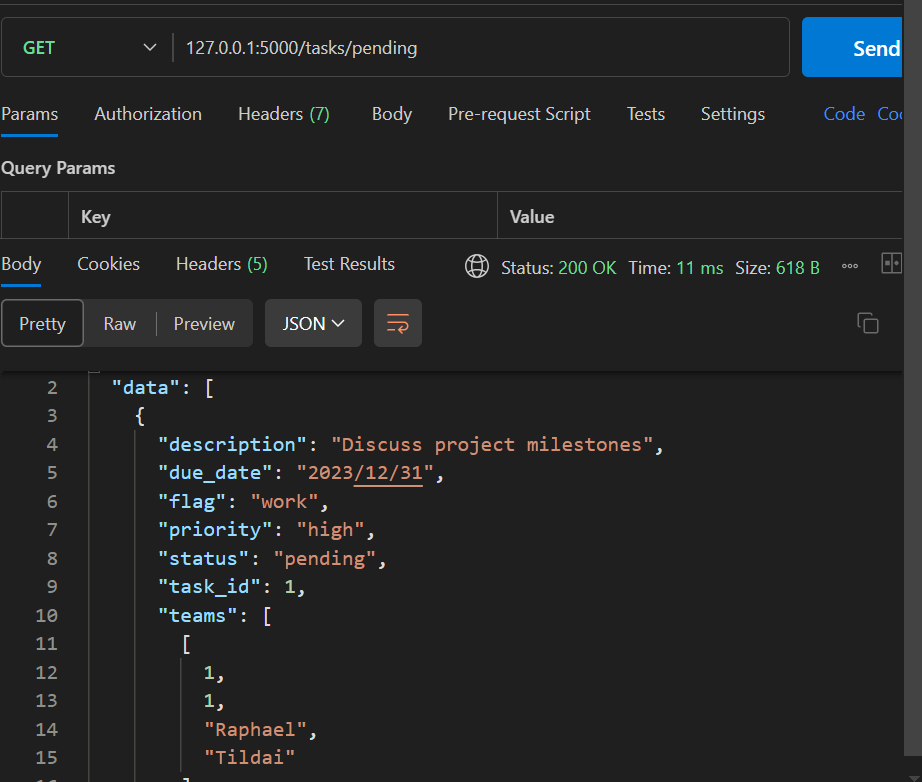 GET 127.0.0.1:5000/tasks/pending Send
Params Authorization Headers (7) Body Pre-request Script Tests Settings Code
Query Params
Key Value
Body Cookies Headers (5) Test Results Status: 200 OK Time: 11 ms Size: 618 B
Pretty Raw Preview JSON
2 "data": [
3 {
4 "description": "Discuss project milestones",
5 "due_date": "2023/12/31",
6 "flag": "work",
7 "priority": "high",
8 "status": "pending",
9 "task_id": 1,
10 "teams": [
11 [
12 1,
13 1,
14 "Raphael",
15 "Tildai"